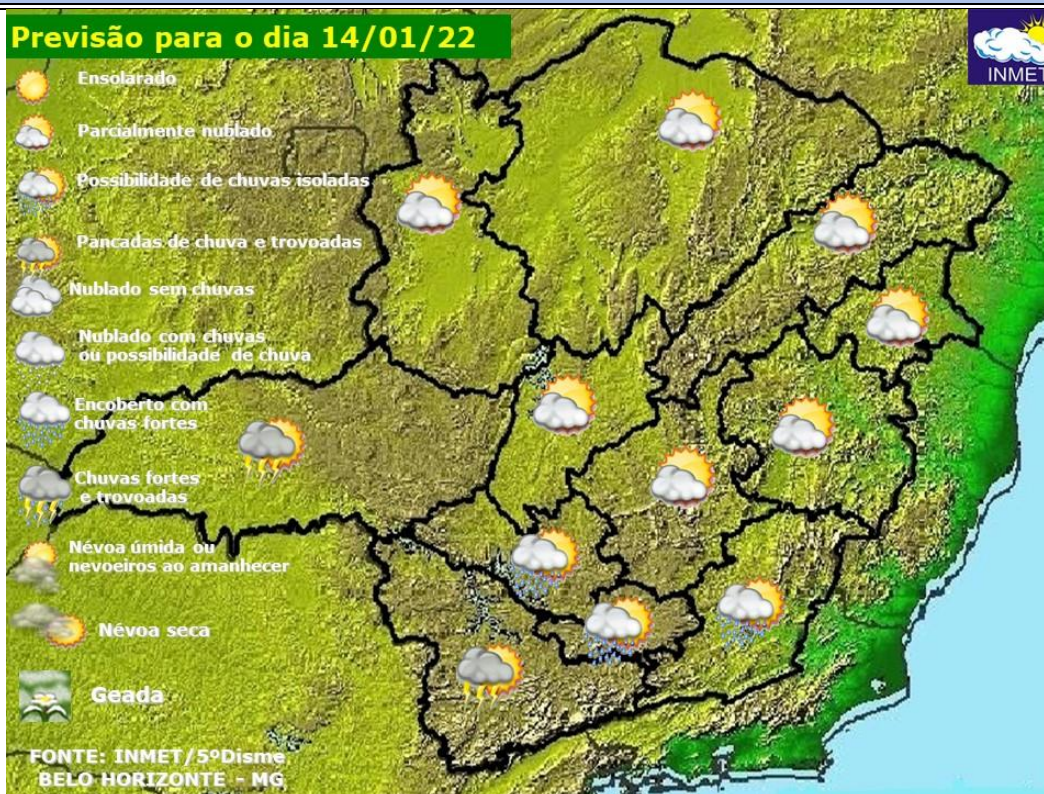 Previsão para o dia 14/01/22
INMET
Ensolarado
Parcialmente nublado
Possibilidade de chuvas isoladas
Pancadas de chuva e trovoadas
Nublado sem chuvas
Nublado com chuvas
ou possibilidade de chuva
Encoberto com
chuvas fortes
Chuvas fortes
e trovoadas
Névoa úmida ou
nevoeiros ao amanhecer
Névoa seca
Geada
FONTE: INMET/5ºDisme
BELO HORIZONTE - MG